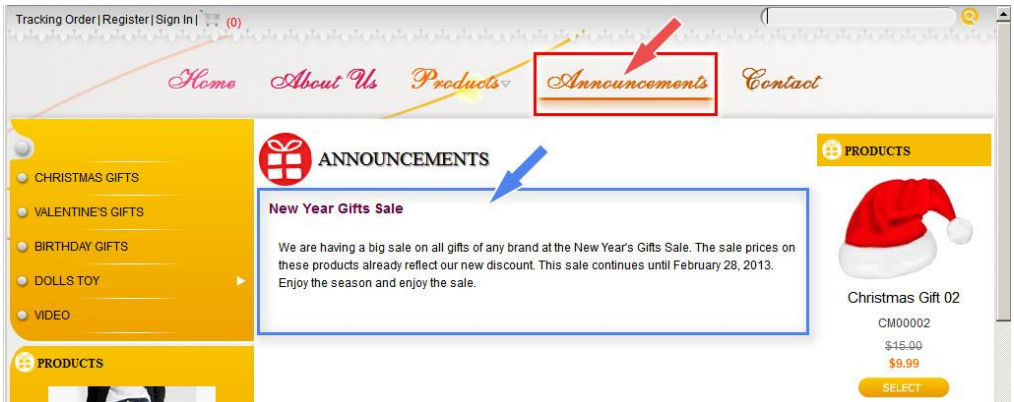 Tracking Order | Register | Sign In | (0)
Home About Us Products Announcements Contact
CHRISTMAS GIFTS
VALENTINE'S GIFTS
BIRTHDAY GIFTS
DOLLS TOY
VIDEO
PRODUCTS
ANNOUNCEMENTS
New Year Gifts Sale
We are having a big sale on all gifts of any brand at the New Year's Gifts Sale. The sale prices on
these products already reflect our new discount. This sale continues until February 28, 2013.
Enjoy the season and enjoy the sale.
PRODUCTS
Christmas Gift 02
CM00002
$15.00
$9.99
SELECT